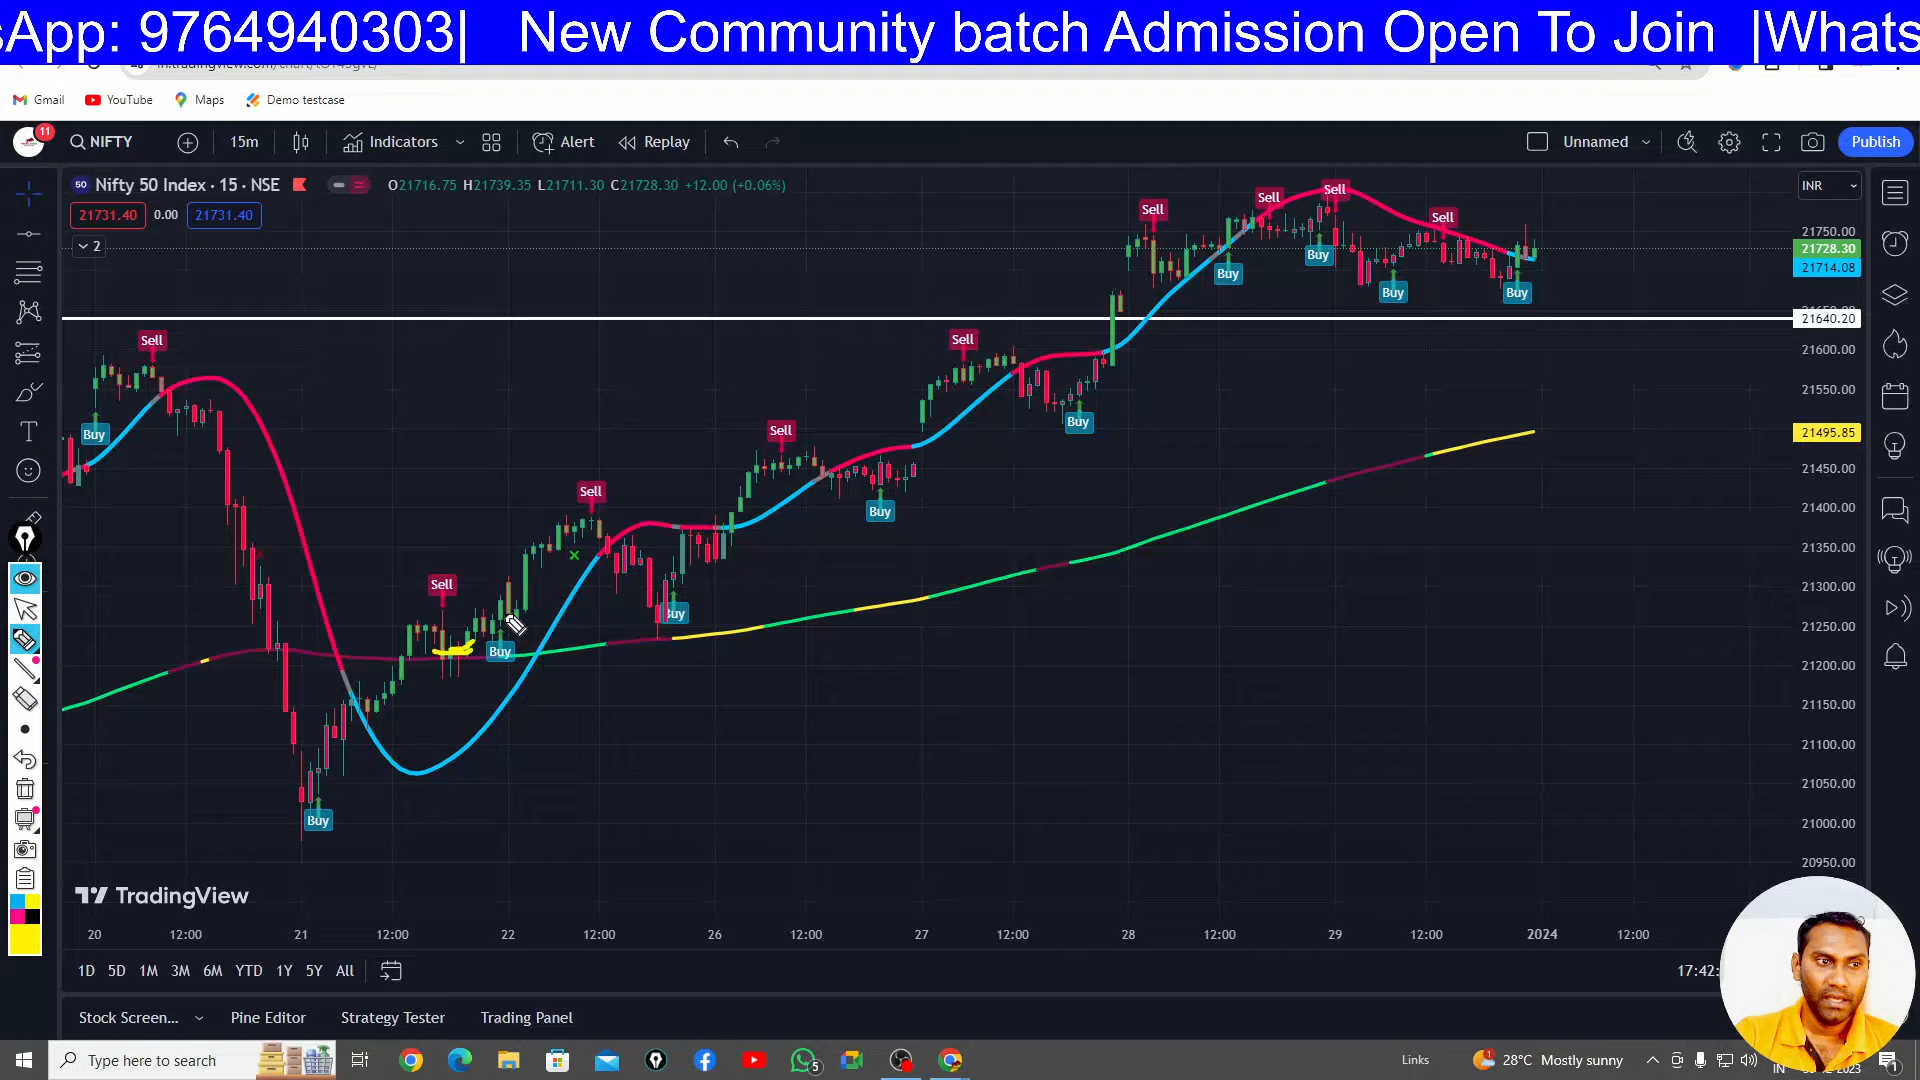 sApp: 9764940303|   New Community batch Admission Open To Join  |Whats
Gmail YouTube Maps Demo testcase
11 NIFTY 15m Indicators Alert Replay Unnamed Publish
50 Nifty 50 Index · 15 · NSE O21716.75 H21739.35 L21711.30 C21728.30 +12.00 (+0.06%) INR
21731.40 0.00 21731.40
2
Sell Sell Sell Sell
21750.00
21728.30
21714.08
Buy Buy Buy Buy Buy
21640.20
Sell Sell
21600.00
21550.00
Buy Buy
Sell
21495.85
21450.00
Sell Buy
21400.00
21350.00
Sell
21300.00
Buy
21250.00
Buy
21200.00
21150.00
21100.00
21050.00
Buy
21000.00
20950.00
TradingView
20 12:00 21 12:00 22 12:00 26 12:00 27 12:00 28 12:00 29 12:00 2024 12:00
1D 5D 1M 3M 6M YTD 1Y 5Y All 17:42:
Stock Screen... Pine Editor Strategy Tester Trading Panel
Type here to search 5 Links 28°C Mostly sunny IN 1